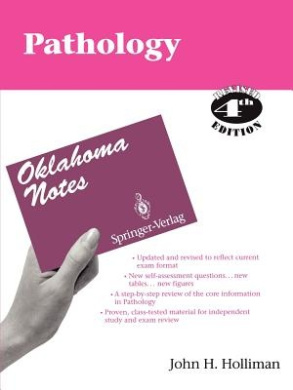 Pathology
REVISED
4th
EDITION
Oklahoma
Notes
Springer-Verlag
• Updated and revised to reflect current
exam format
• New self-assessment questions...new
tables... new figures
• A step-by-step review of the core information
in Pathology
• Proven, class-tested material for independent
study and exam review
John H. Holliman